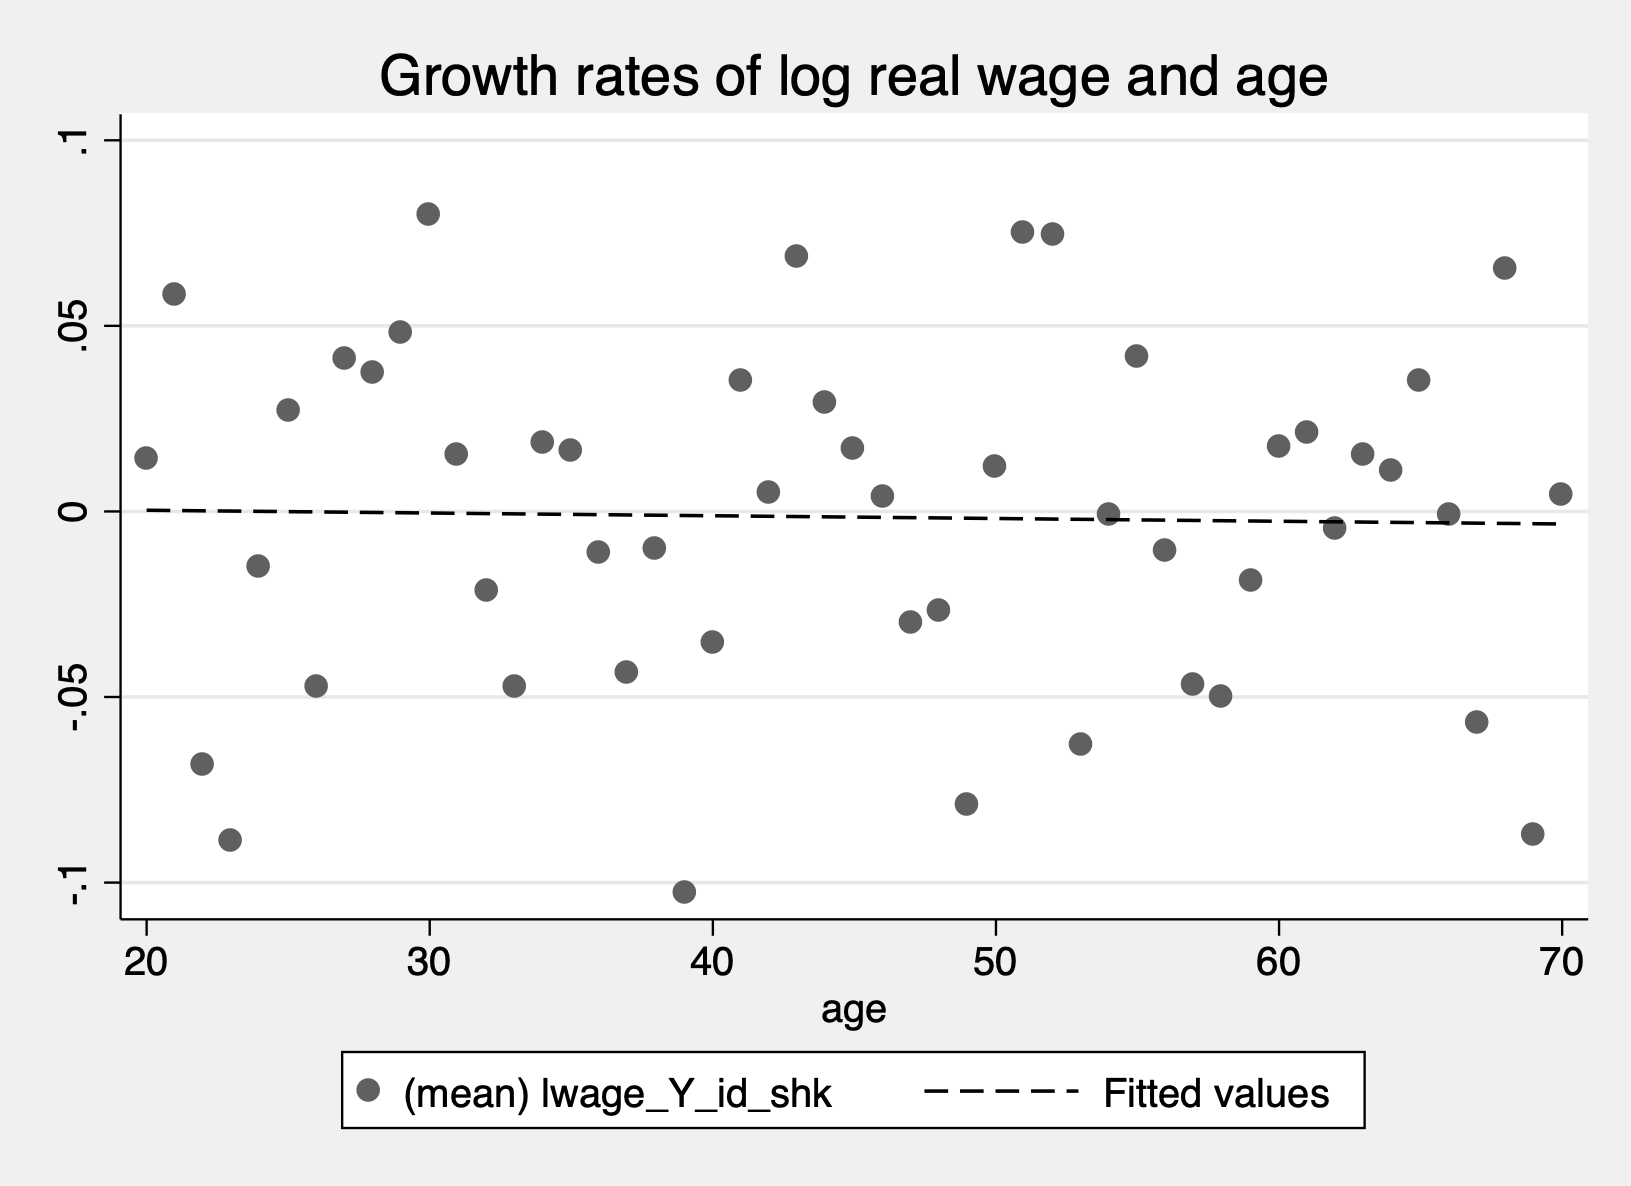 Growth rates of log real wage and age
.1
.05
0
-.05
-.1
20 30 40 50 60 70
age
(mean) lwage_Y_id_shk Fitted values